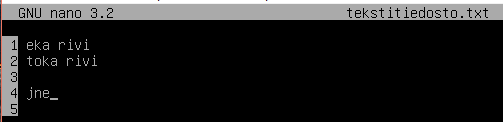 GNU nano 3.2 tekstitiedosto.txt
1 eka rivi
2 toka rivi
3
4 jne_
5